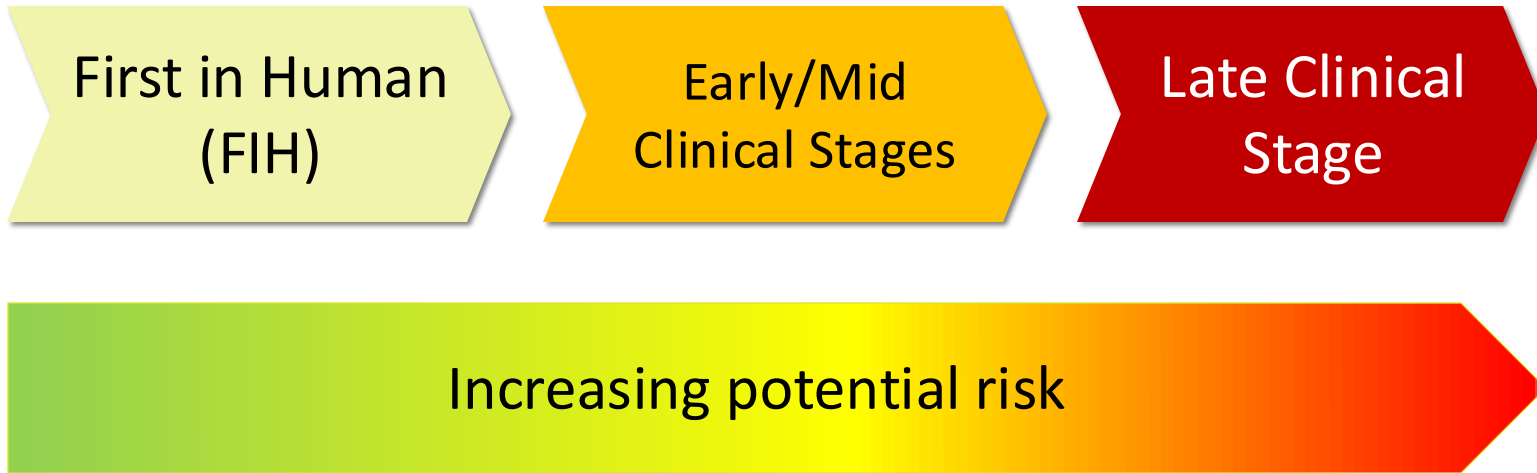 First in Human
(FIH)
Early/Mid
Clinical Stages
Late Clinical
Stage
Increasing potential risk